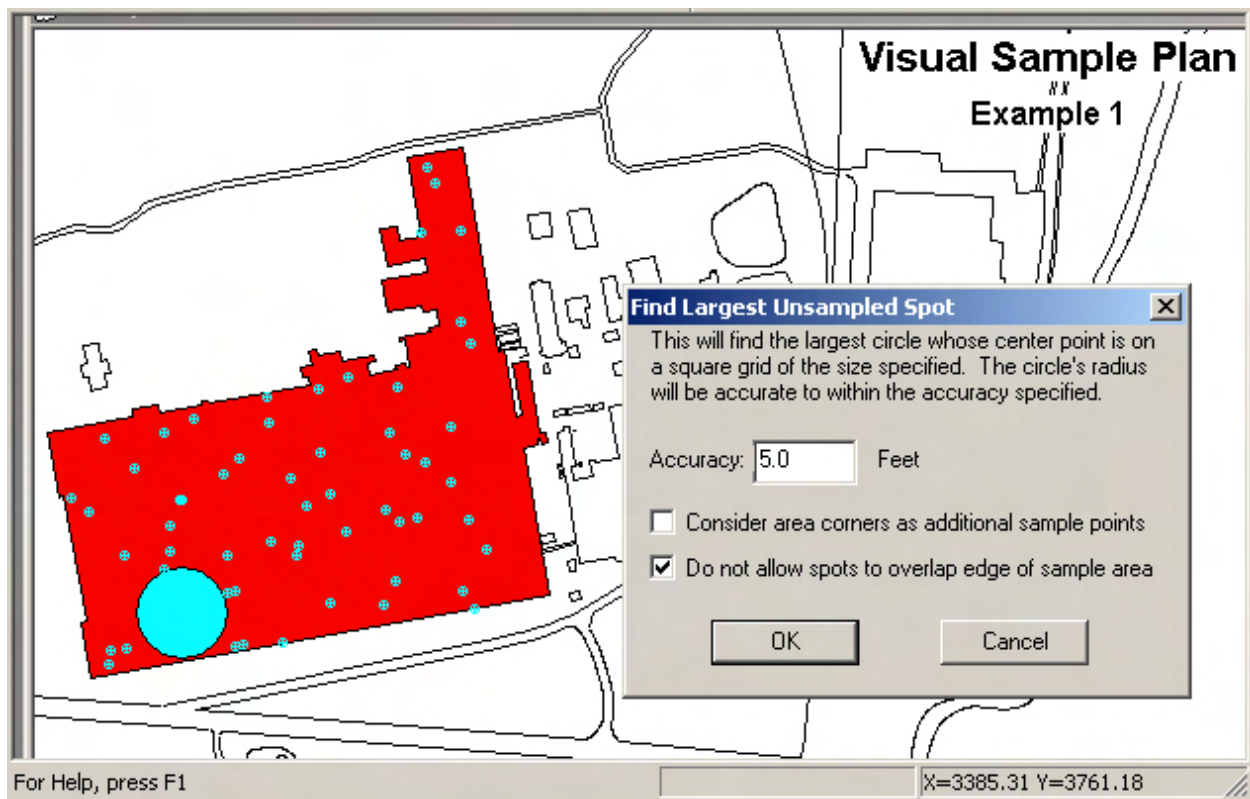 Visual Sample Plan
Example 1
Find Largest Unsampled Spot
This will find the largest circle whose center point is on
a square grid of the size specified. The circle's radius
will be accurate to within the accuracy specified.
Accuracy: 5.0 Feet
Consider area corners as additional sample points
Do not allow spots to overlap edge of sample area
OK Cancel
For Help, press F1 X=3385.31 Y=3761.18